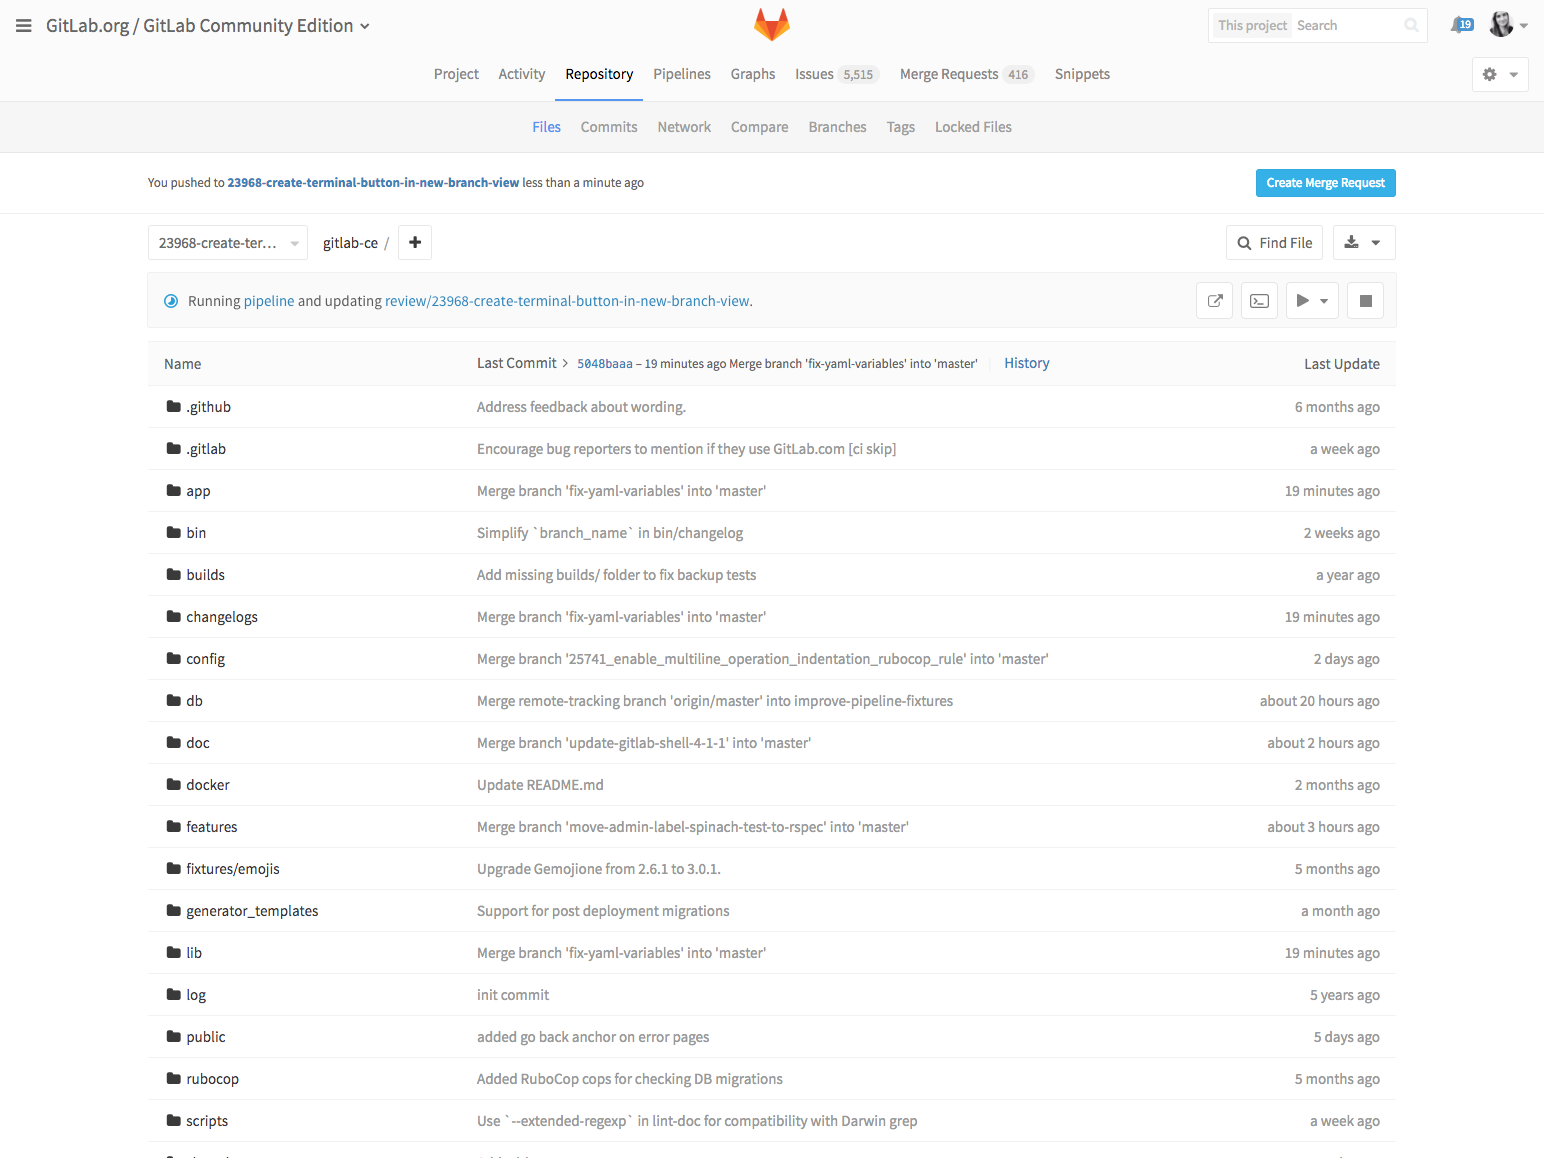 GitLab.org / GitLab Community Edition
This project Search
19
Project Activity Repository Pipelines Graphs Issues 5,515 Merge Requests 416 Snippets
Files Commits Network Compare Branches Tags Locked Files
You pushed to 23968-create-terminal-button-in-new-branch-view less than a minute ago
Create Merge Request
23968-create-ter... gitlab-ce / +
Find File
Running pipeline and updating review/23968-create-terminal-button-in-new-branch-view.
Name Last Commit > 5048baaa – 19 minutes ago Merge branch 'fix-yaml-variables' into 'master' History Last Update
.github Address feedback about wording. 6 months ago
.gitlab Encourage bug reporters to mention if they use GitLab.com [ci skip] a week ago
app Merge branch 'fix-yaml-variables' into 'master' 19 minutes ago
bin Simplify `branch_name` in bin/changelog 2 weeks ago
builds Add missing builds/ folder to fix backup tests a year ago
changelogs Merge branch 'fix-yaml-variables' into 'master' 19 minutes ago
config Merge branch '25741_enable_multiline_operation_indentation_rubocop_rule' into 'master' 2 days ago
db Merge remote-tracking branch 'origin/master' into improve-pipeline-fixtures about 20 hours ago
doc Merge branch 'update-gitlab-shell-4-1-1' into 'master' about 2 hours ago
docker Update README.md 2 months ago
features Merge branch 'move-admin-label-spinach-test-to-rspec' into 'master' about 3 hours ago
fixtures/emojis Upgrade Gemojione from 2.6.1 to 3.0.1. 5 months ago
generator_templates Support for post deployment migrations a month ago
lib Merge branch 'fix-yaml-variables' into 'master' 19 minutes ago
log init commit 5 years ago
public added go back anchor on error pages 5 days ago
rubocop Added RuboCop cops for checking DB migrations 5 months ago
scripts Use `--extended-regexp` in lint-doc for compatibility with Darwin grep a week ago